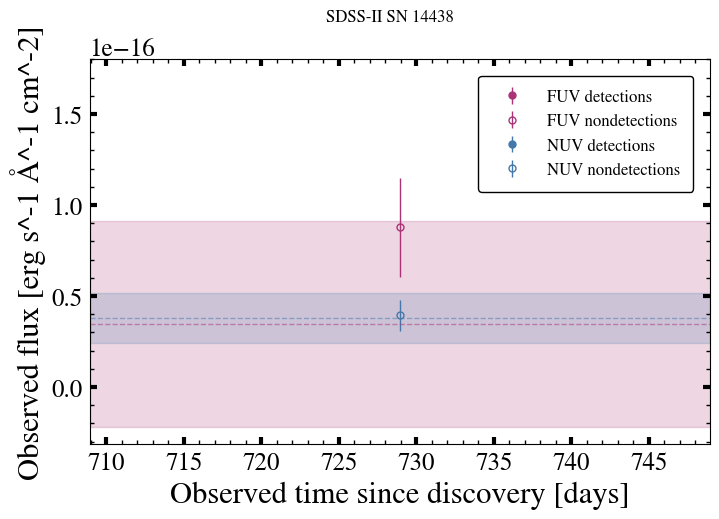 SDSS-II SN 14438
1e−16
Observed flux [erg s^-1 Å^-1 cm^-2]
1.5
1.0
0.5
0.0
FUV detections
FUV nondetections
NUV detections
NUV nondetections
710 715 720 725 730 735 740 745
Observed time since discovery [days]